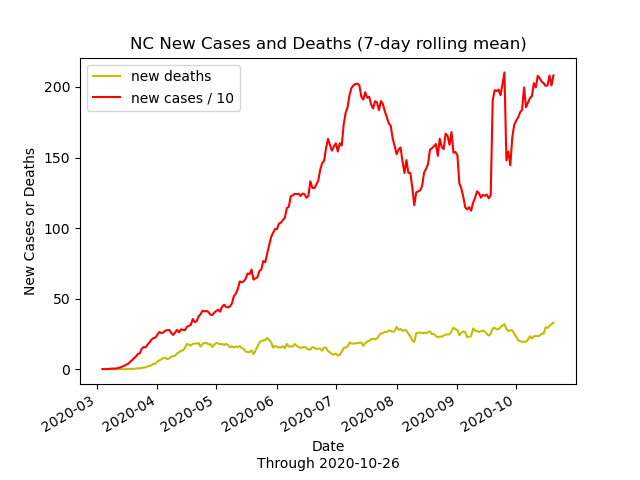 NC New Cases and Deaths (7-day rolling mean)
new deaths
new cases / 10
New Cases or Deaths
200
150
100
50
0
2020-03
2020-04
2020-05
2020-06
2020-07
2020-08
2020-09
2020-10
Date
Through 2020-10-26